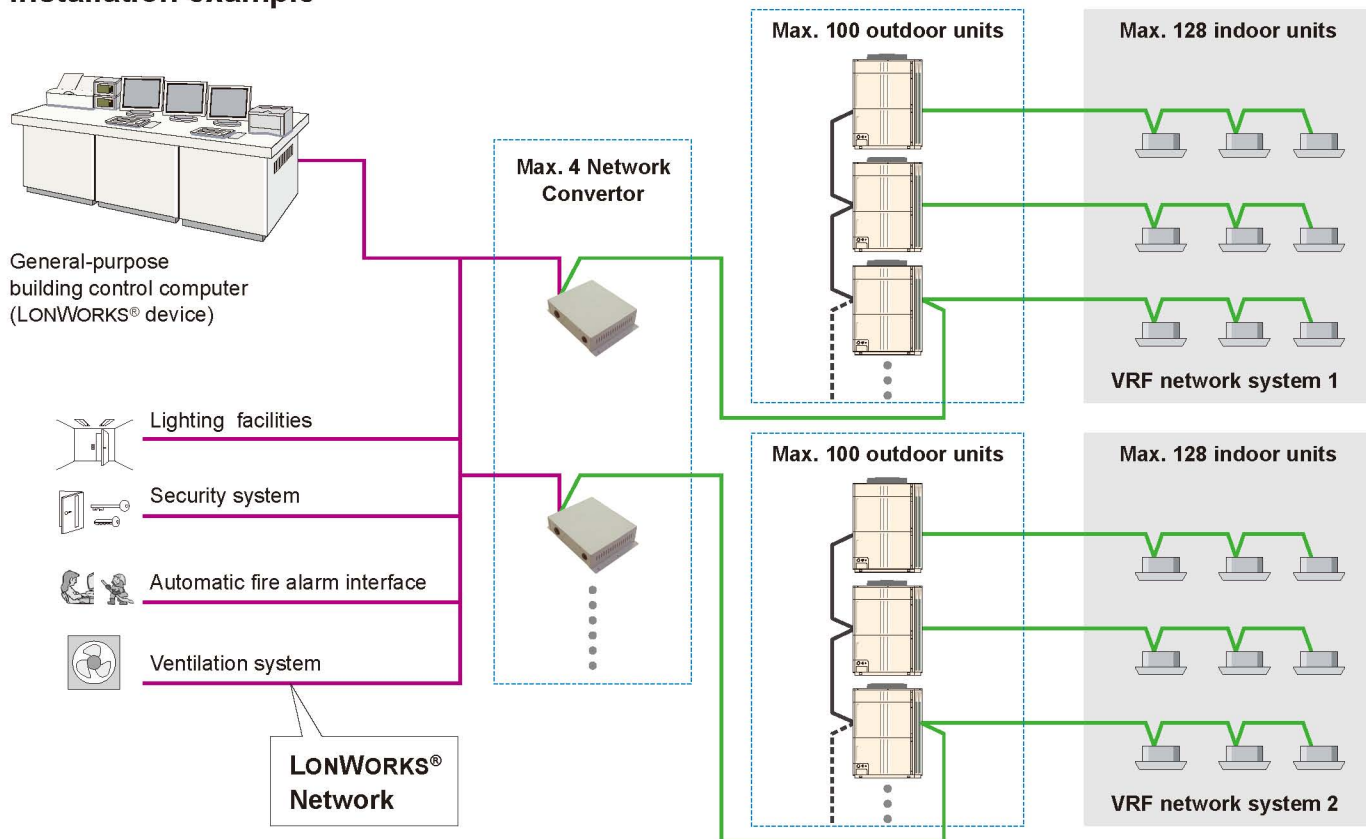 Installation example
Max. 100 outdoor units
Max. 128 indoor units
Max. 4 Network
Convertor
General-purpose
building control computer
(LONWORKS® device)
VRF network system 1
Lighting facilities
Security system
Automatic fire alarm interface
Ventilation system
LONWORKS®
Network
Max. 100 outdoor units
Max. 128 indoor units
VRF network system 2